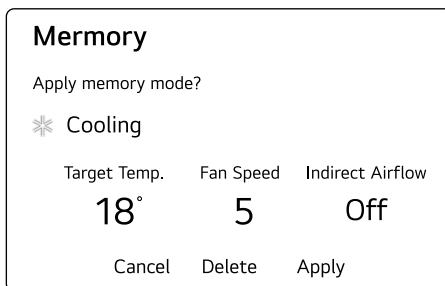 Mermory
Apply memory mode?
Cooling
Target Temp. Fan Speed Indirect Airflow
18° 5 Off
Cancel Delete Apply